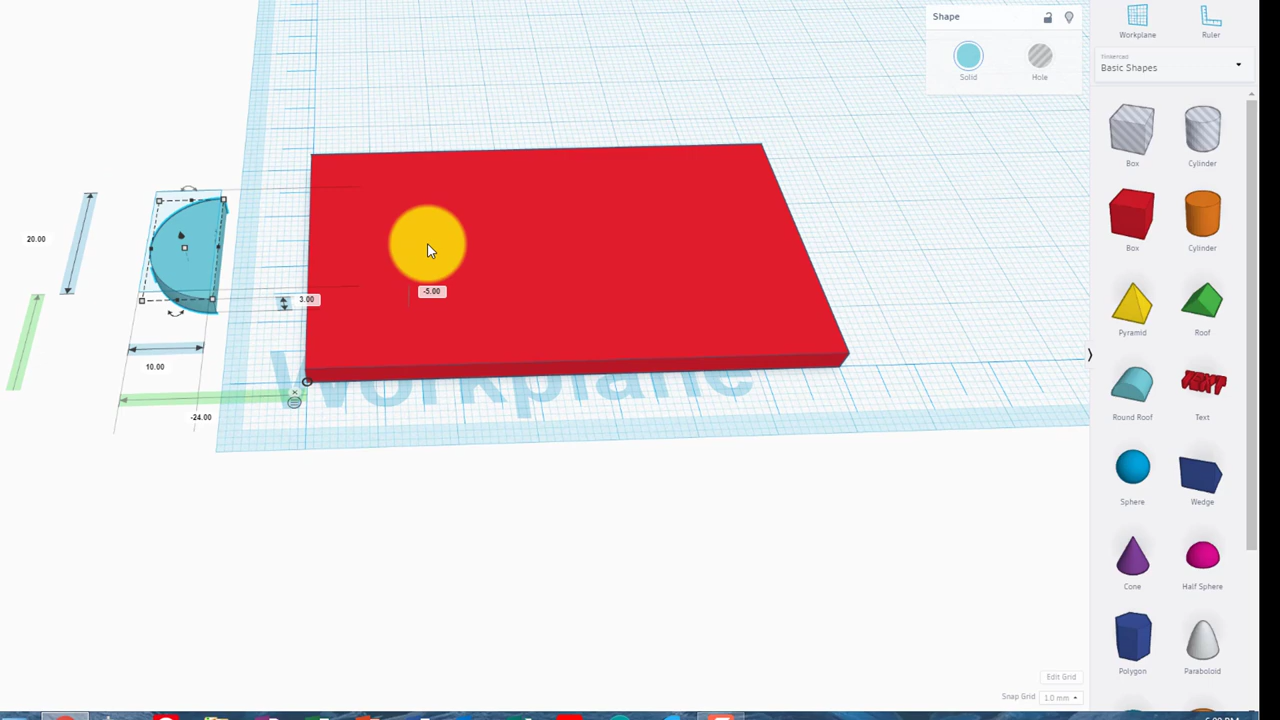 Shape
Solid
Hole
Workplane
Ruler
Tinkercad
Basic Shapes
Box
Cylinder
Box
Cylinder
Pyramid
Roof
Round Roof
TEXT
Text
Sphere
Wedge
Cone
Half Sphere
Polygon
Paraboloid
20.00
3.00
-5.00
10.00
-24.00
Workplane
Edit Grid
Snap Grid
1.0 mm